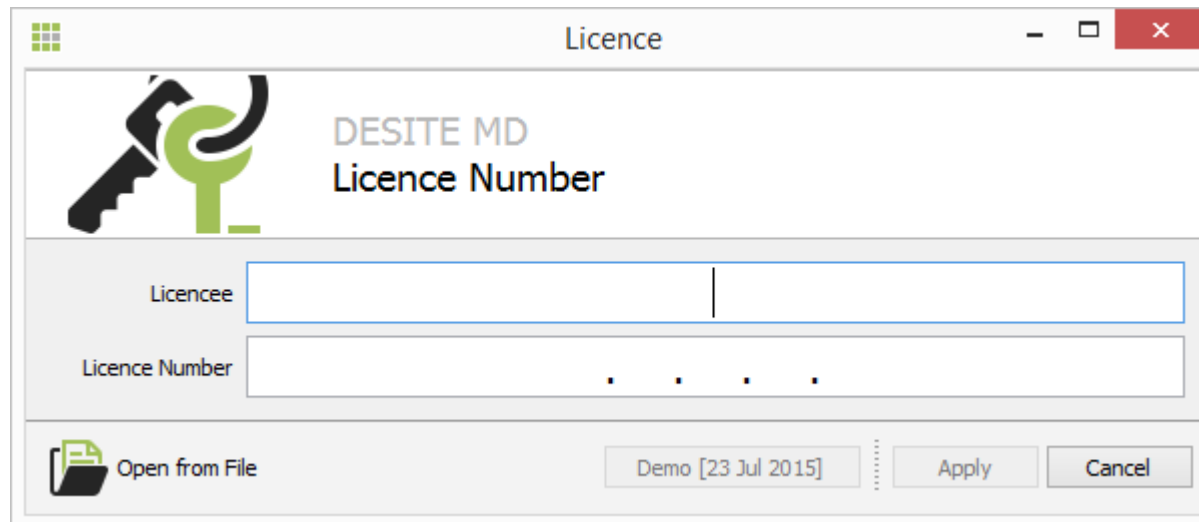 Licence
DESITE MD
Licence Number
Licencee
Licence Number . . . .
Open from File Demo [23 Jul 2015] Apply Cancel